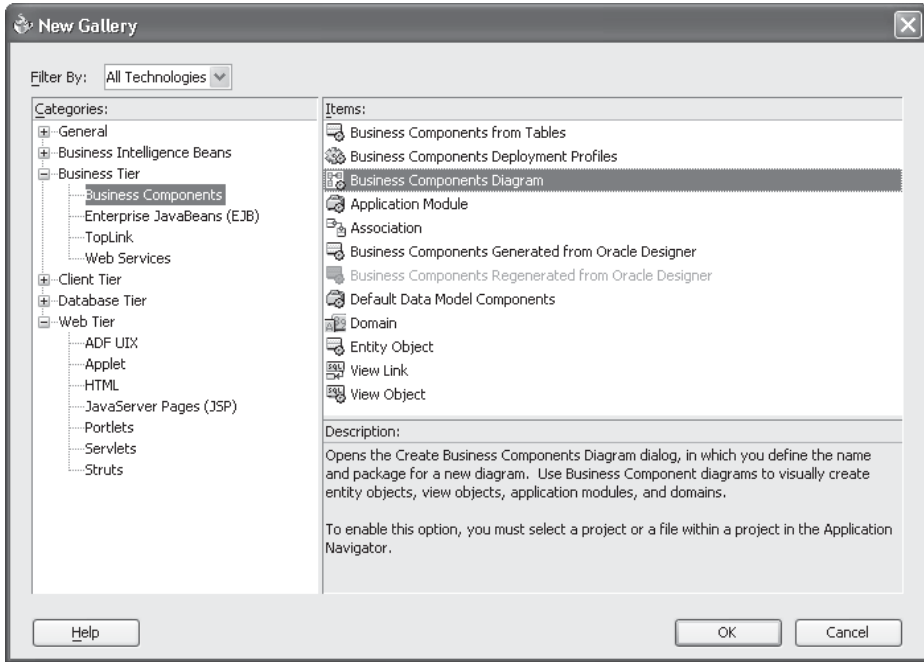 New Gallery
Filter By: All Technologies
Categories:
General
Business Intelligence Beans
Business Tier
Business Components
Enterprise JavaBeans (EJB)
TopLink
Web Services
Client Tier
Database Tier
Web Tier
ADF UIX
Applet
HTML
JavaServer Pages (JSP)
Portlets
Servlets
Struts
Items:
Business Components from Tables
Business Components Deployment Profiles
Business Components Diagram
Application Module
Association
Business Components Generated from Oracle Designer
Business Components Regenerated from Oracle Designer
Default Data Model Components
Domain
Entity Object
View Link
View Object
Description:
Opens the Create Business Components Diagram dialog, in which you define the name
and package for a new diagram. Use Business Component diagrams to visually create
entity objects, view objects, application modules, and domains.
To enable this option, you must select a project or a file within a project in the Application
Navigator.
Help OK Cancel